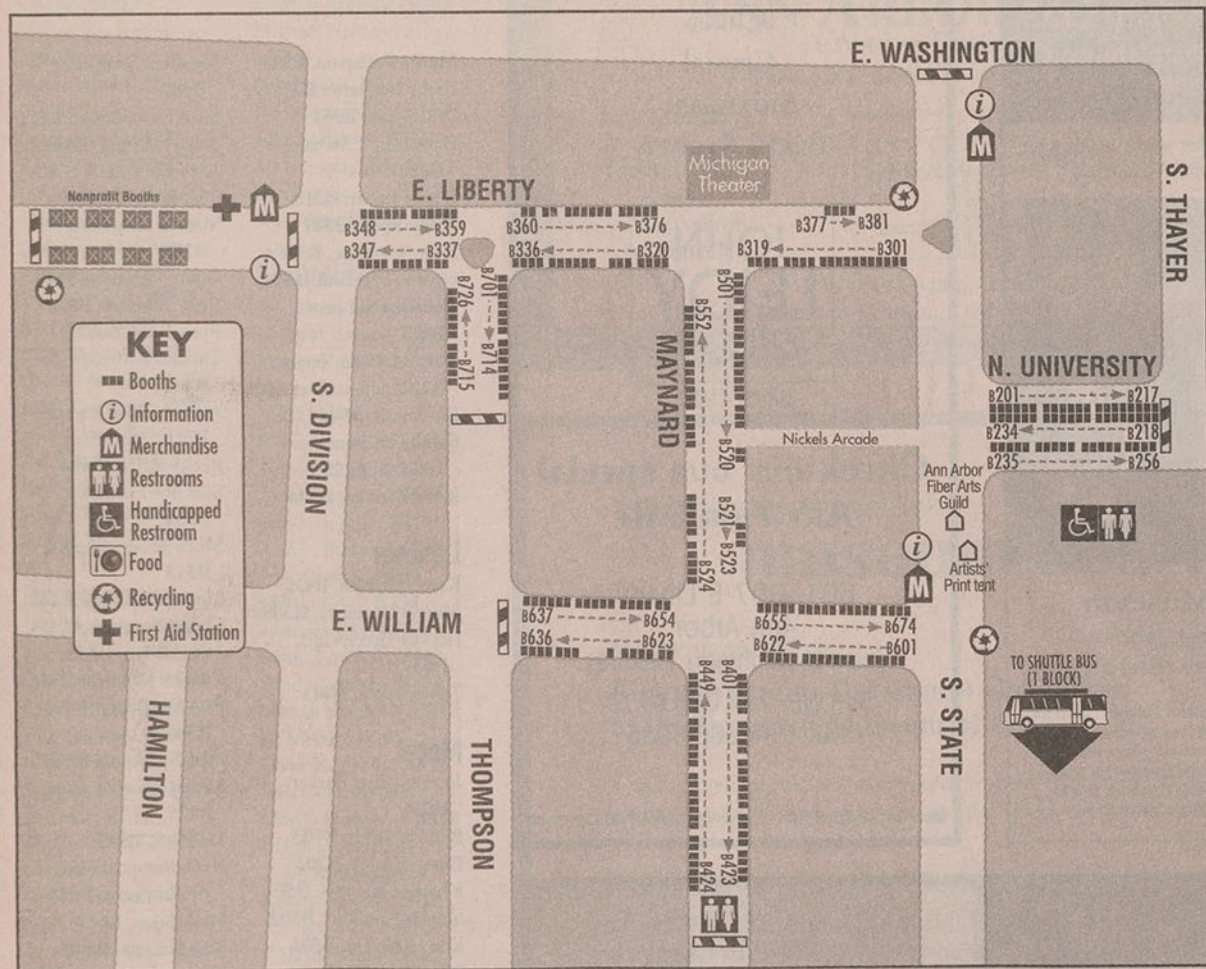 E. WASHINGTON
i
M
Michigan
Theater
S. THAYER
Nonprofit Booths
M
E. LIBERTY
B348 B359
B360 B376
B377 B381
B347 B337
B336 B320
B319 B301
i
B726
B701
B715
B714
B552
B501
MAYNARD
KEY
Booths
i Information
M Merchandise
Restrooms
Handicapped
Restroom
Food
Recycling
First Aid Station
S. DIVISION
N. UNIVERSITY
B201 B217
B234 B218
B235 B256
Nickels Arcade
B520
Ann Arbor
Fiber Arts
Guild
B521
B523
B524
i
M
Artists'
Print tent
E. WILLIAM
B637 B654
B636 B623
B655 B674
B622 B601
TO SHUTTLE BUS
(1 BLOCK)
B449
B401
HAMILTON
THOMPSON
S. STATE
B424
B423